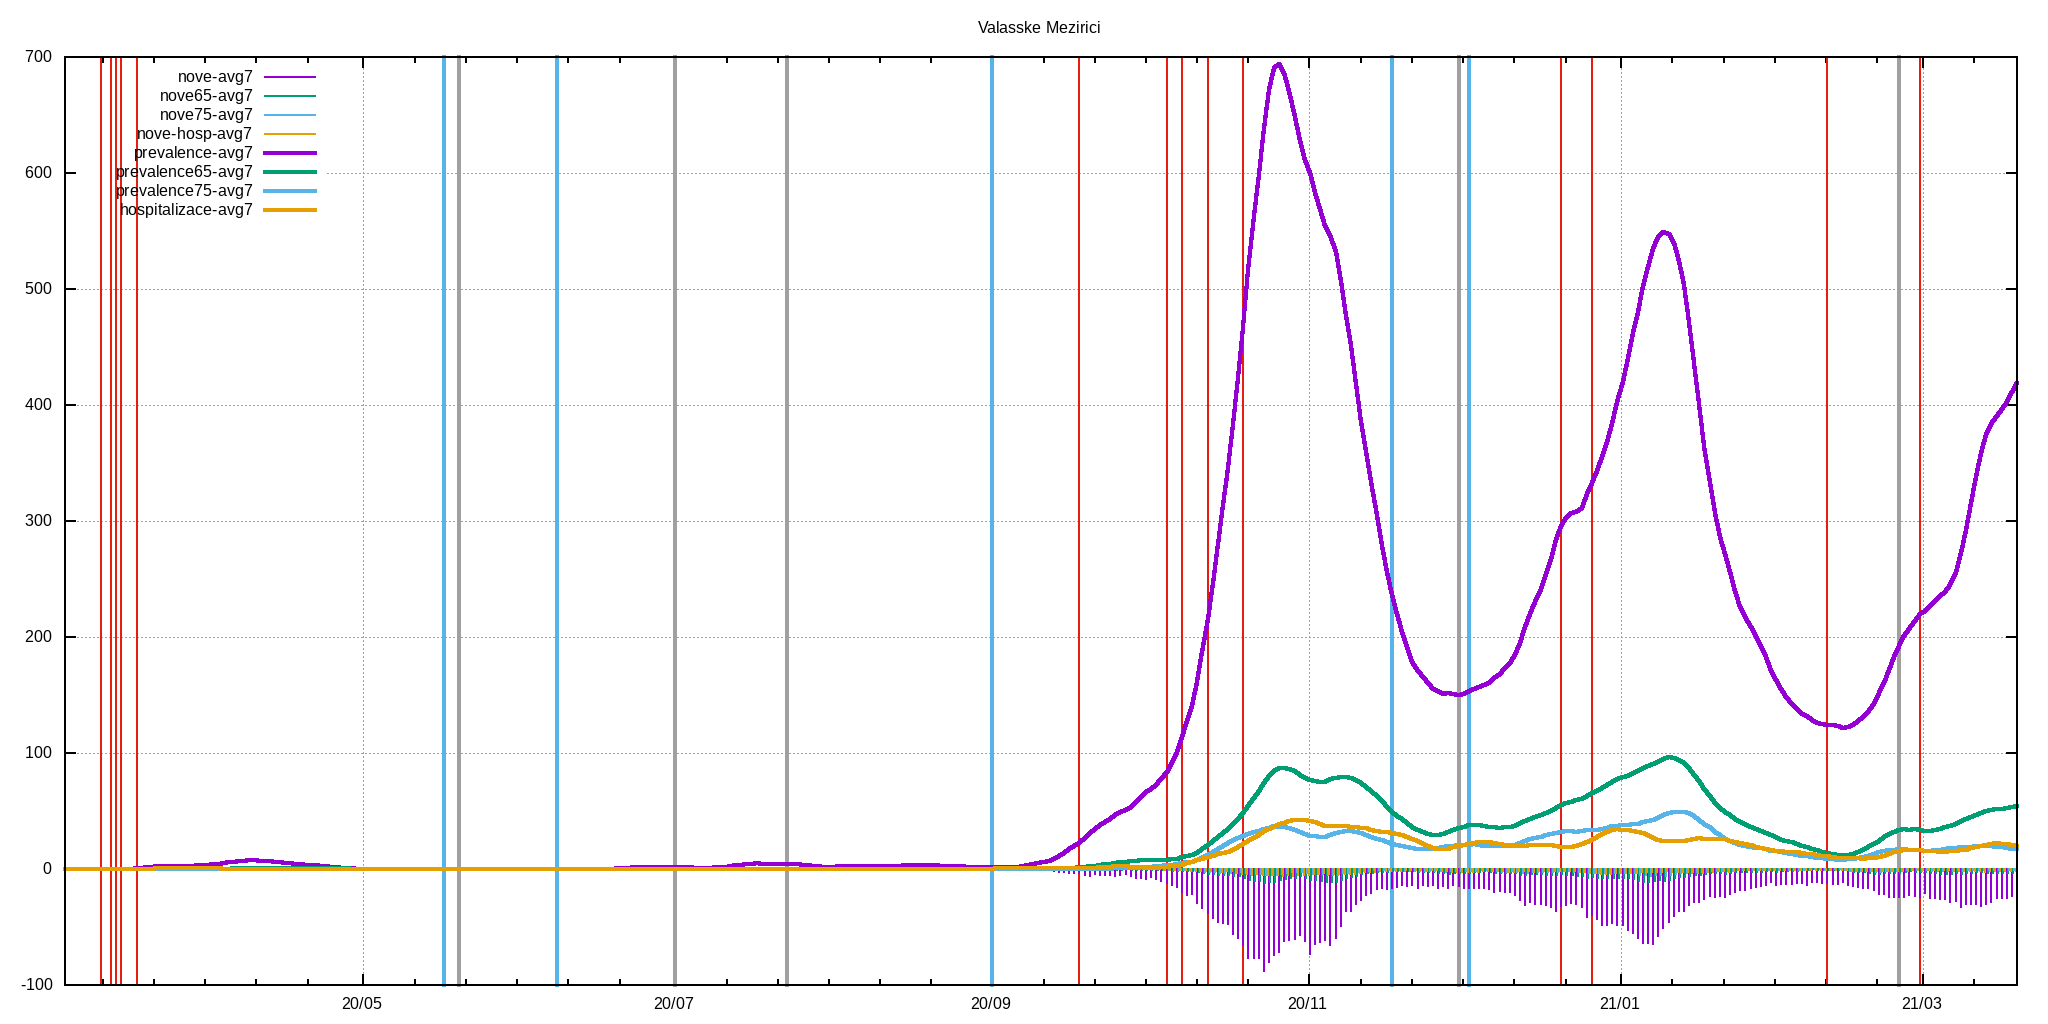 Valasske Mezirici
700
600
500
400
300
200
100
0
-100
nove-avg7
nove65-avg7
nove75-avg7
nove-hosp-avg7
prevalence-avg7
prevalence65-avg7
prevalence75-avg7
hospitalizace-avg7
20/05
20/07
20/09
20/11
21/01
21/03